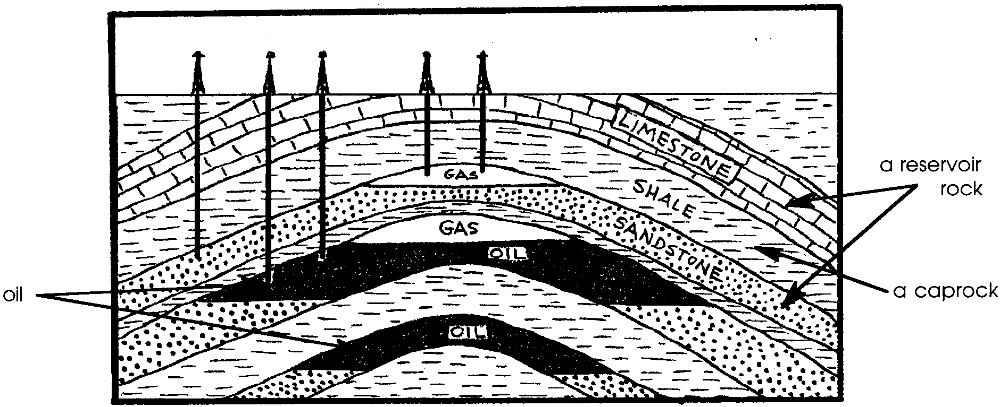 LIMESTONE
a reservoir
rock
GAS
SHALE
SANDSTONE
GAS
OIL
oil
a caprock
OIL